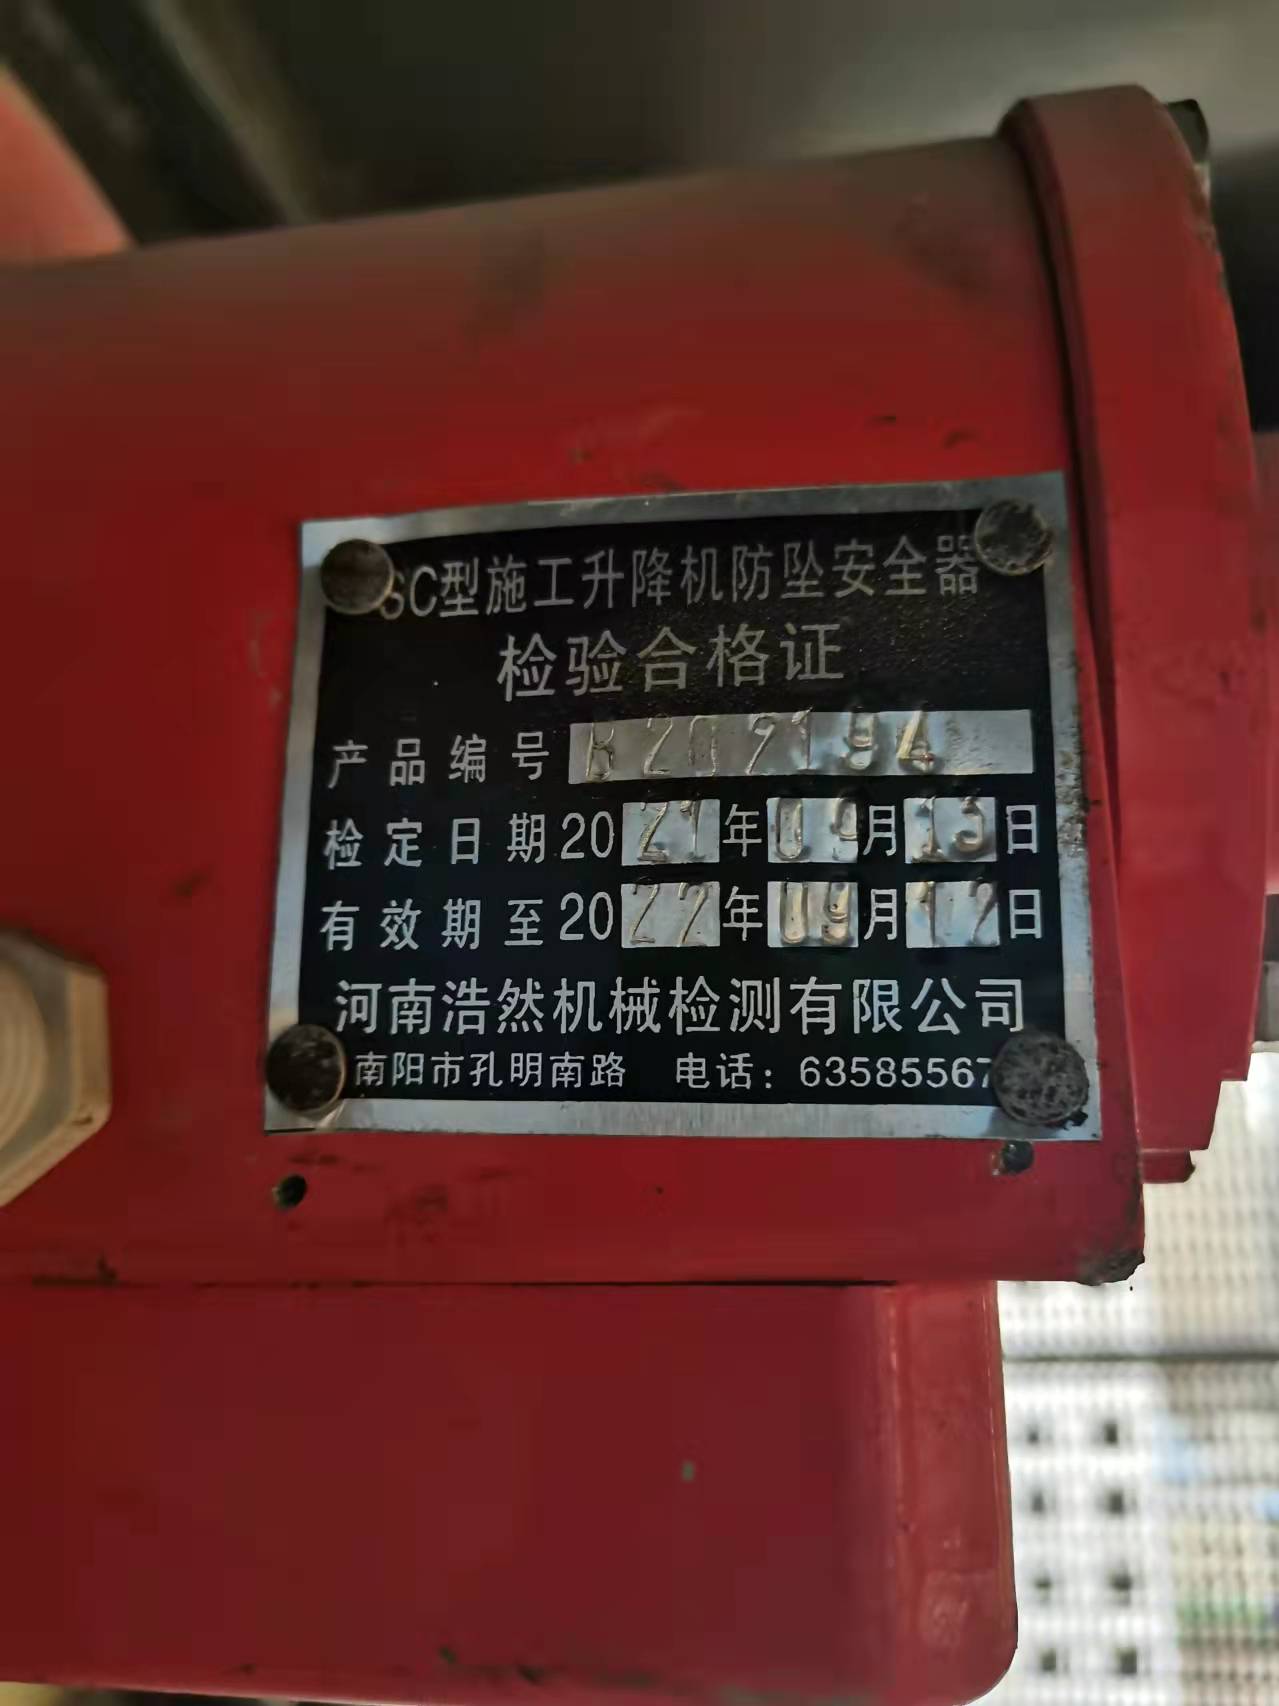 SC型施工升降机防坠安全器
检验合格证
产品编号 B2092194
检定日期2021年09月13日
有效期至2022年09月12日
河南浩然机械检测有限公司
南阳市孔明南路 电话：63585567